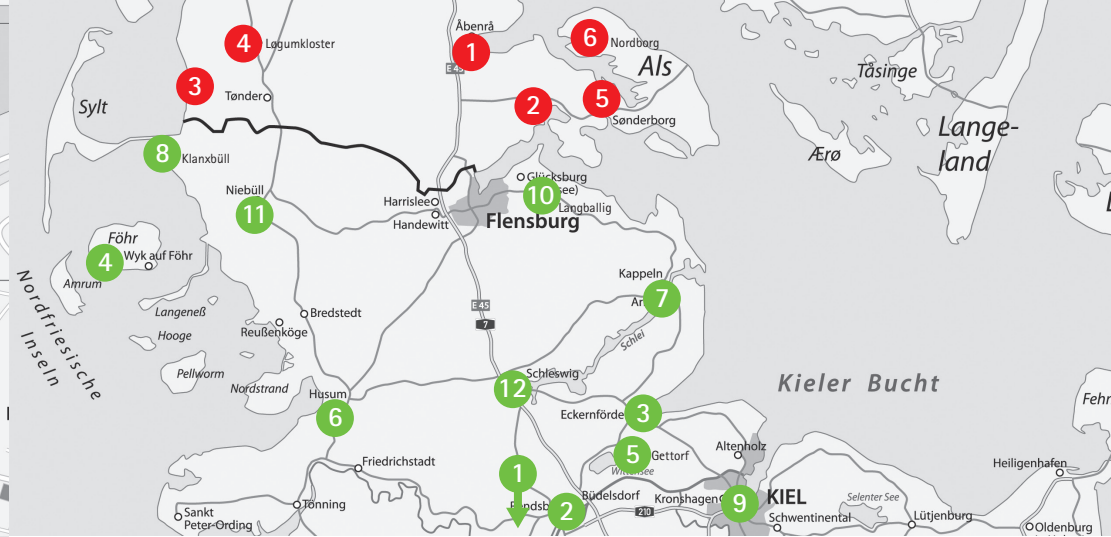 Åbenrå
1
E 45
6
Nordborg
Als
4
Løgumkloster
3
Tønder
2
5
Sønderborg
Tåsinge
Lange-
land
Ærø
Sylt
8
Klanxbüll
Niebüll
11
Harrislee
Handewitt
Glücksburg
see)
10
Langballig
Flensburg
Föhr
4
Wyk auf Föhr
Amrum
Nordfriesische
Inseln
Langeneß
Hooge
Pellworm
Nordstrand
Bredstedt
Reußenköge
E 45
7
Kappeln
7
Schlei
Husum
6
Schleswig
12
Eckernförde
3
5
Gettorf
Altenholz
Kieler Bucht
Friedrichstadt
Tönning
Sankt
Peter-Ording
1
2
Büdelsdorf
210
Kronshagen
9
KIEL
Schwentinental
Selenter See
Lütjenburg
Heiligenhafen
Oldenburg